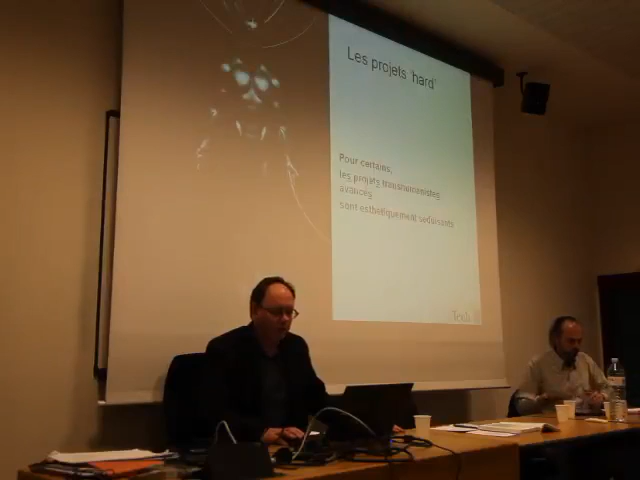 Les projets 'hard'
Pour certains,
les projets transhumanistes
avancés
sont esthétiquement séduisants